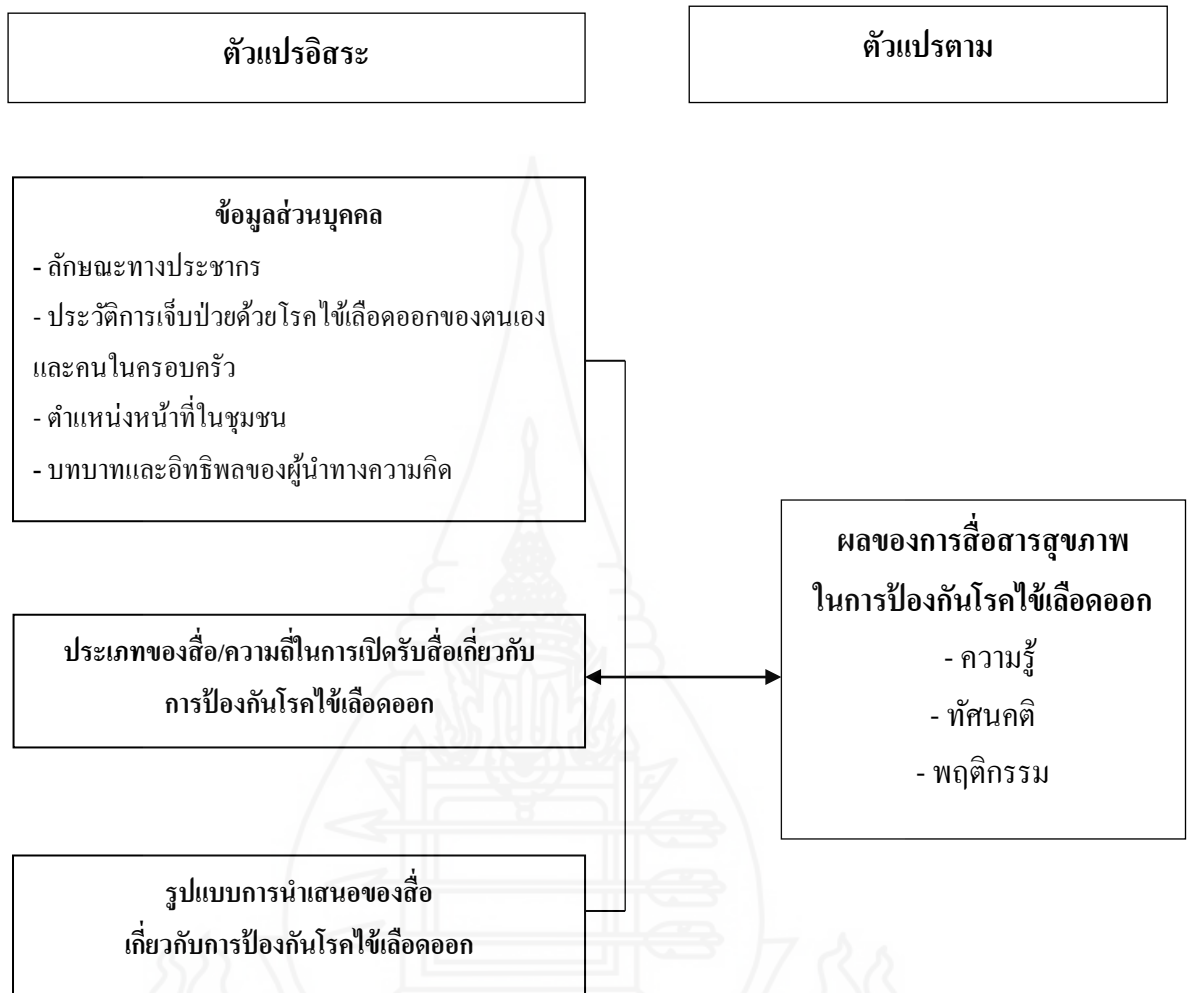 ตัวแปรอิสระ
ตัวแปรตาม
ข้อมูลส่วนบุคคล
- ลักษณะทางประชากร
- ประวัติการเจ็บป่วยด้วยโรคไข้เลือดออกของตนเอง
และคนในครอบครัว
- ตำแหน่งหน้าที่ในชุมชน
- บทบาทและอิทธิพลของผู้นำทางความคิด
ประเภทของสื่อ/ความถี่ในการเปิดรับสื่อเกี่ยวกับ
การป้องกันโรคไข้เลือดออก
รูปแบบการนำเสนอของสื่อ
เกี่ยวกับการป้องกันโรคไข้เลือดออก
ผลของการสื่อสารสุขภาพ
ในการป้องกันโรคไข้เลือดออก
- ความรู้
- ทัศนคติ
- พฤติกรรม